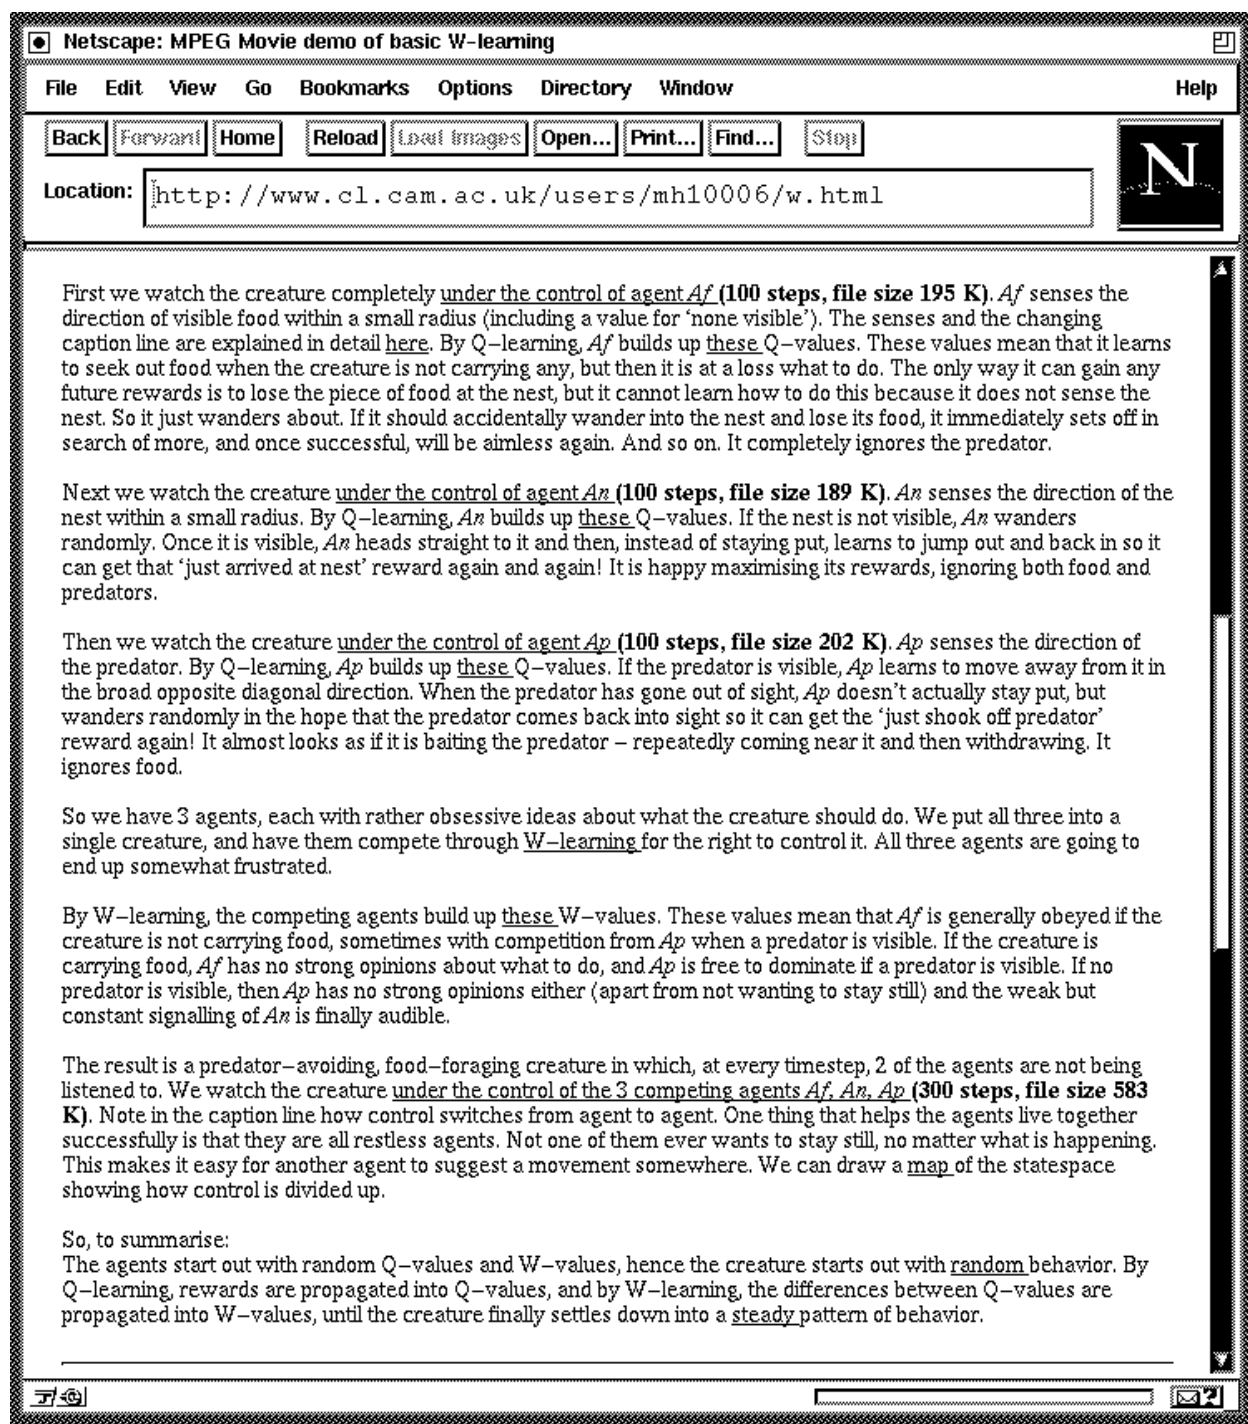 Netscape: MPEG Movie demo of basic W-learning
File Edit View Go Bookmarks Options Directory Window Help
Back Forward Home Reload Load Images Open... Print... Find... Stop
N
Location: http://www.cl.cam.ac.uk/users/mh10006/w.html
First we watch the creature completely under the control of agent Af (100 steps, file size 195 K). Af senses the
direction of visible food within a small radius (including a value for ‘none visible’). The senses and the changing
caption line are explained in detail here. By Q–learning, Af builds up these Q–values. These values mean that it learns
to seek out food when the creature is not carrying any, but then it is at a loss what to do. The only way it can gain any
future rewards is to lose the piece of food at the nest, but it cannot learn how to do this because it does not sense the
nest. So it just wanders about. If it should accidentally wander into the nest and lose its food, it immediately sets off in
search of more, and once successful, will be aimless again. And so on. It completely ignores the predator.
Next we watch the creature under the control of agent An (100 steps, file size 189 K). An senses the direction of the
nest within a small radius. By Q–learning, An builds up these Q–values. If the nest is not visible, An wanders
randomly. Once it is visible, An heads straight to it and then, instead of staying put, learns to jump out and back in so it
can get that ‘just arrived at nest’ reward again and again! It is happy maximising its rewards, ignoring both food and
predators.
Then we watch the creature under the control of agent Ap (100 steps, file size 202 K). Ap senses the direction of
the predator. By Q–learning, Ap builds up these Q–values. If the predator is visible, Ap learns to move away from it in
the broad opposite diagonal direction. When the predator has gone out of sight, Ap doesn’t actually stay put, but
wanders randomly in the hope that the predator comes back into sight so it can get the ‘just shook off predator’
reward again! It almost looks as if it is baiting the predator – repeatedly coming near it and then withdrawing. It
ignores food.
So we have 3 agents, each with rather obsessive ideas about what the creature should do. We put all three into a
single creature, and have them compete through W–learning for the right to control it. All three agents are going to
end up somewhat frustrated.
By W–learning, the competing agents build up these W–values. These values mean that Af is generally obeyed if the
creature is not carrying food, sometimes with competition from Ap when a predator is visible. If the creature is
carrying food, Af has no strong opinions about what to do, and Ap is free to dominate if a predator is visible. If no
predator is visible, then Ap has no strong opinions either (apart from not wanting to stay still) and the weak but
constant signalling of An is finally audible.
The result is a predator–avoiding, food–foraging creature in which, at every timestep, 2 of the agents are not being
listened to. We watch the creature under the control of the 3 competing agents Af, An, Ap (300 steps, file size 583
K). Note in the caption line how control switches from agent to agent. One thing that helps the agents live together
successfully is that they are all restless agents. Not one of them ever wants to stay still, no matter what is happening.
This makes it easy for another agent to suggest a movement somewhere. We can draw a map of the statespace
showing how control is divided up.
So, to summarise:
The agents start out with random Q–values and W–values, hence the creature starts out with random behavior. By
Q–learning, rewards are propagated into Q–values, and by W–learning, the differences between Q–values are
propagated into W–values, until the creature finally settles down into a steady pattern of behavior.